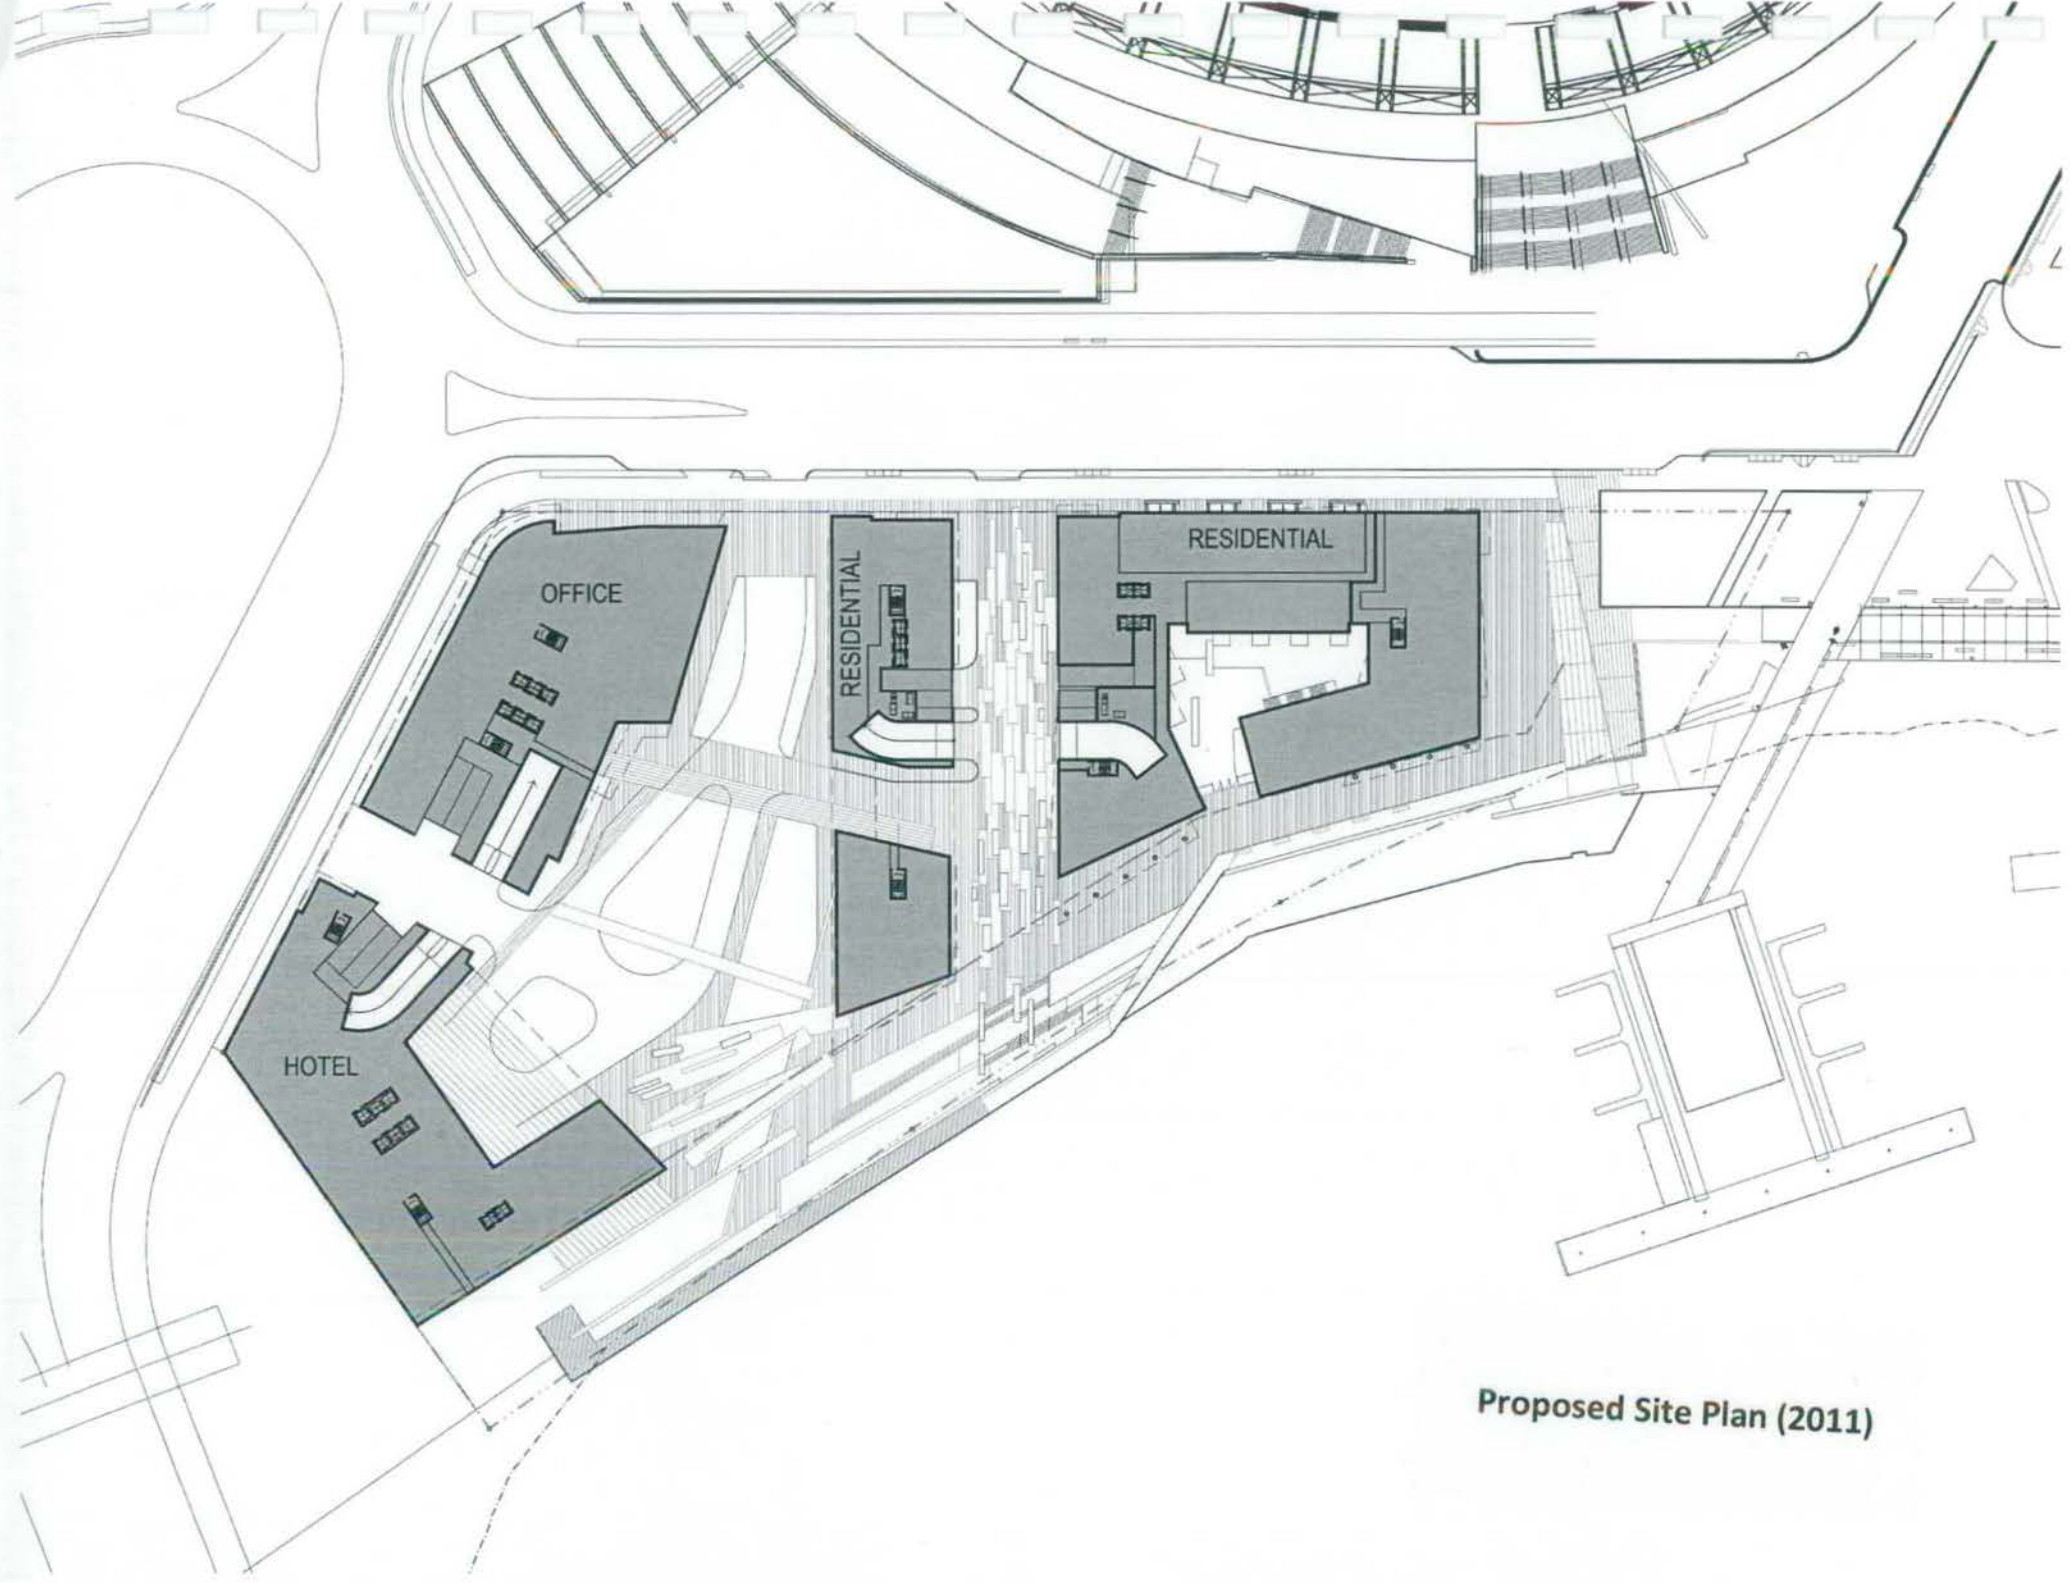 OFFICE
RESIDENTIAL
RESIDENTIAL
HOTEL
Proposed Site Plan (2011)